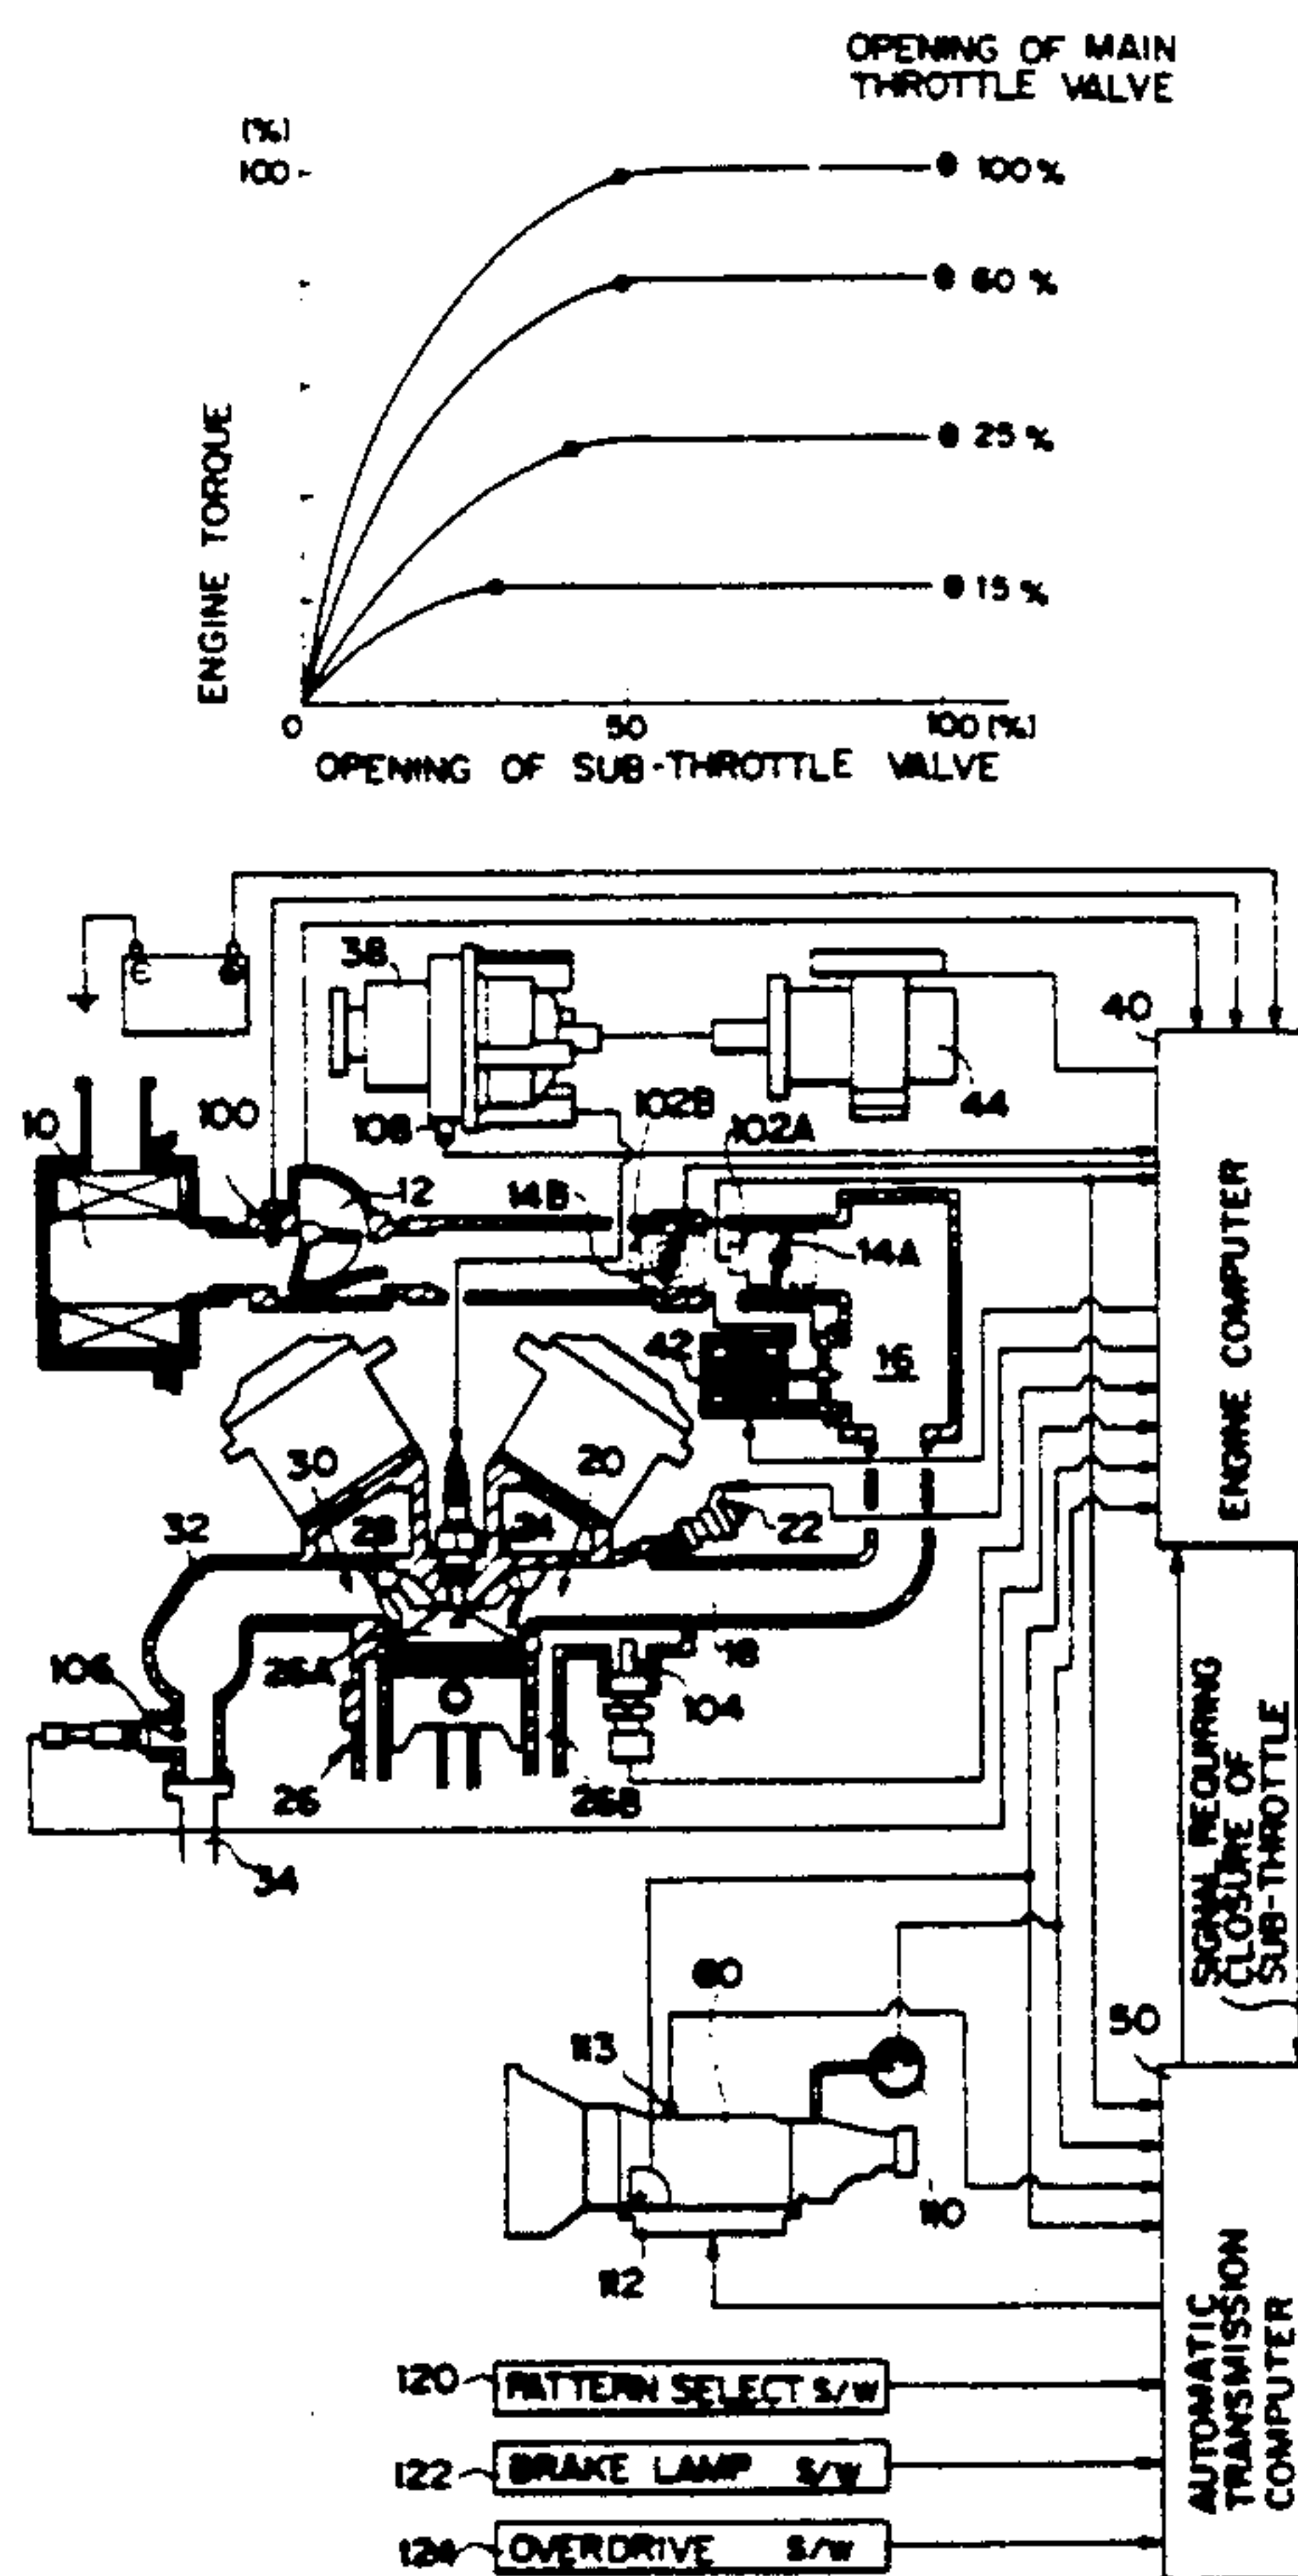 OPENING OF MAIN
THROTTLE VALVE
(%)
100
100 %
60 %
25 %
15 %
ENGINE TORQUE
0
50
100 (%)
OPENING OF SUB-THROTTLE VALVE
38
40
44
10
100
108
102B
102A
12
14B
14A
42
16
ENGINE COMPUTER
30
20
22
32
28
24
18
26A
106
104
26
26B
34
SIGNAL REQUIRING
CLOSURE OF
SUB-THROTTLE
60
50
113
110
112
AUTOMATIC
TRANSMISSION
COMPUTER
120
PATTERN SELECT S/W
122
BRAKE LAMP S/W
124
OVERDRIVE S/W